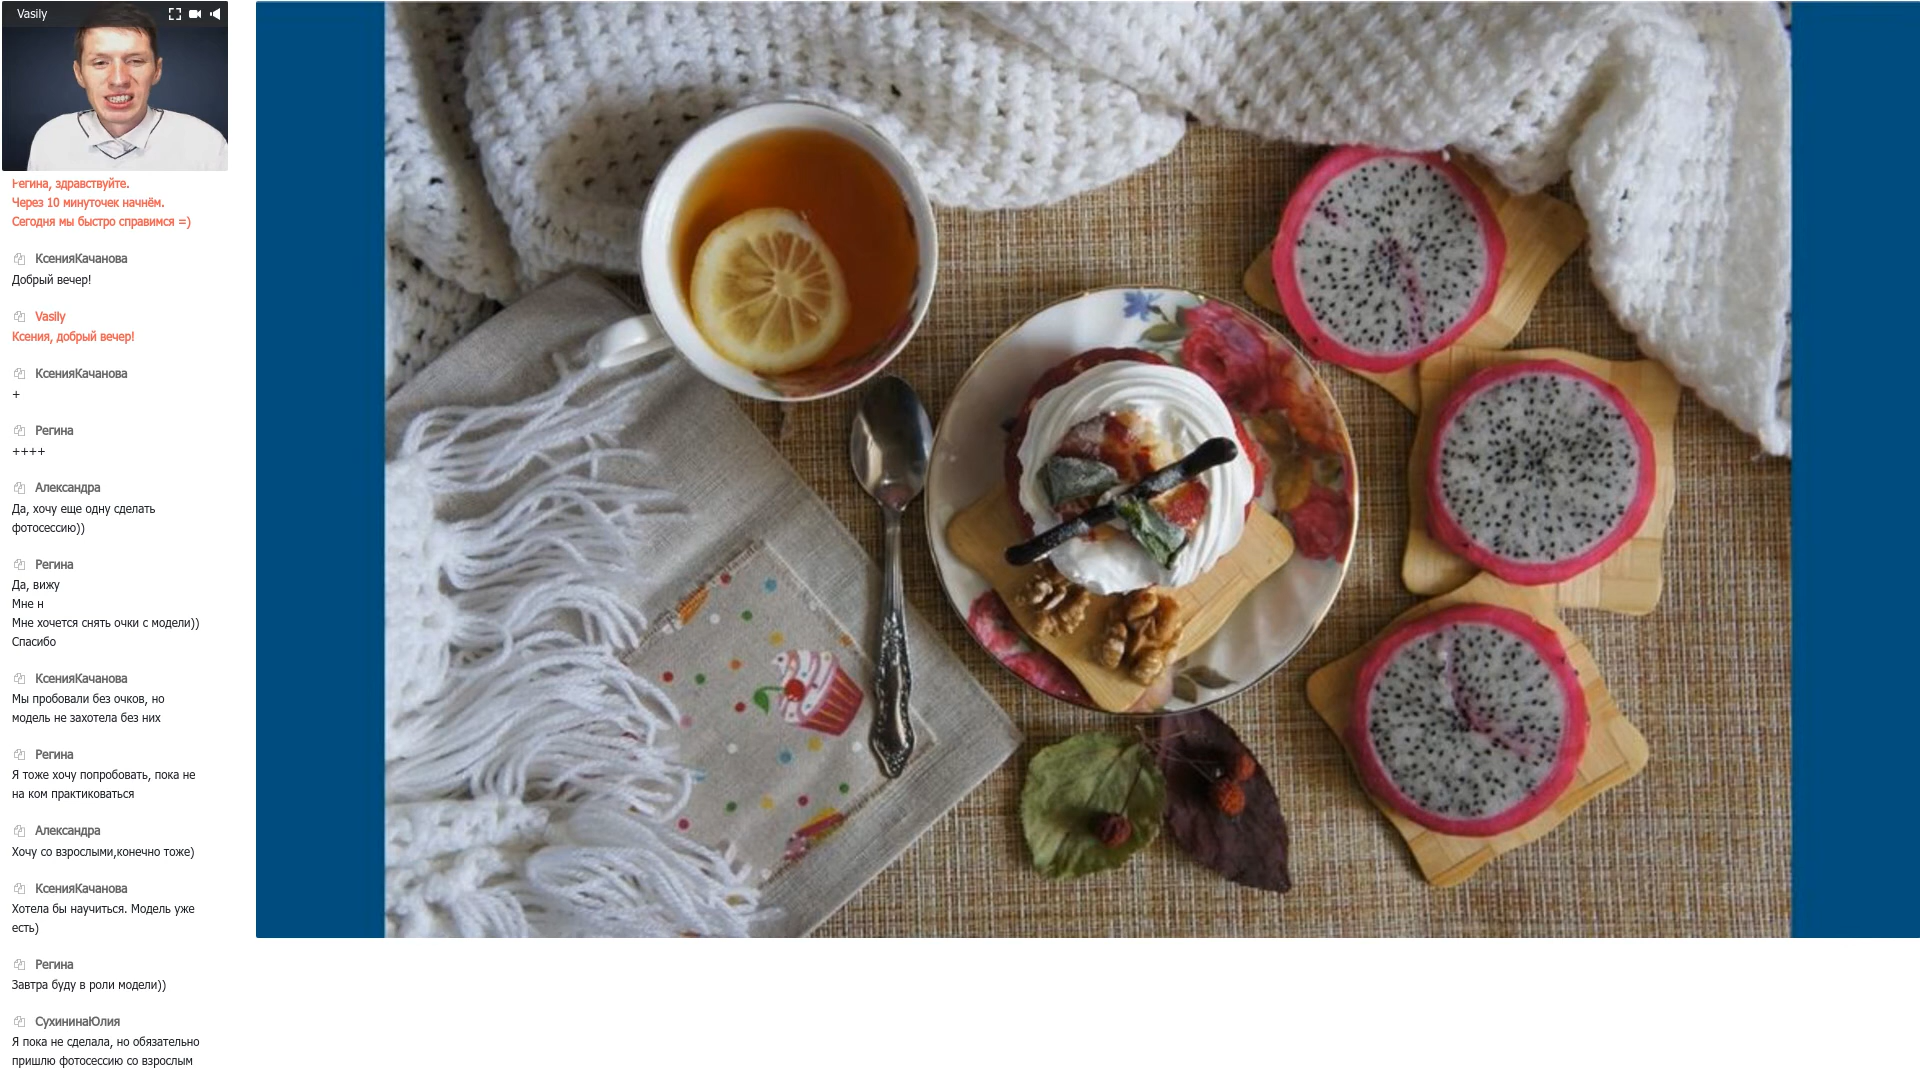 Vasily
Регина, здравствуйте.
Через 10 минуточек начнём.
Сегодня мы быстро справимся =)
КсенияКачанова
Добрый вечер!
Vasily
Ксения, добрый вечер!
КсенияКачанова
+
Регина
++++
Александра
Да, хочу еще одну сделать
фотосессию))
Регина
Да, вижу
Мне н
Мне хочется снять очки с модели))
Спасибо
КсенияКачанова
Мы пробовали без очков, но
модель не захотела без них
Регина
Я тоже хочу попробовать, пока не
на ком практиковаться
Александра
Хочу со взрослыми,конечно тоже)
КсенияКачанова
Хотела бы научиться. Модель уже
есть)
Регина
Завтра буду в роли модели))
СухининаЮлия
Я пока не сделала, но обязательно
пришлю фотосессию со взрослым